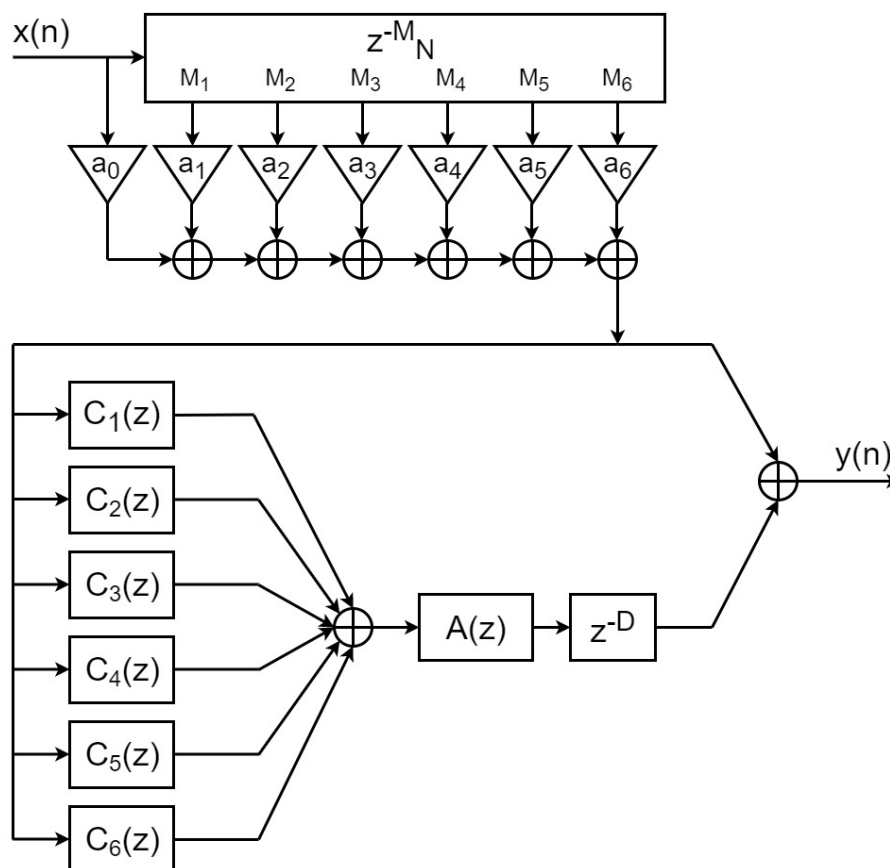 x(n)
z⁻ᴹN
M₁ M₂ M₃ M₄ M₅ M₆
a₀ a₁ a₂ a₃ a₄ a₅ a₆
C₁(z)
C₂(z)
y(n)
C₃(z)
A(z) z⁻ᴰ
C₄(z)
C₅(z)
C₆(z)